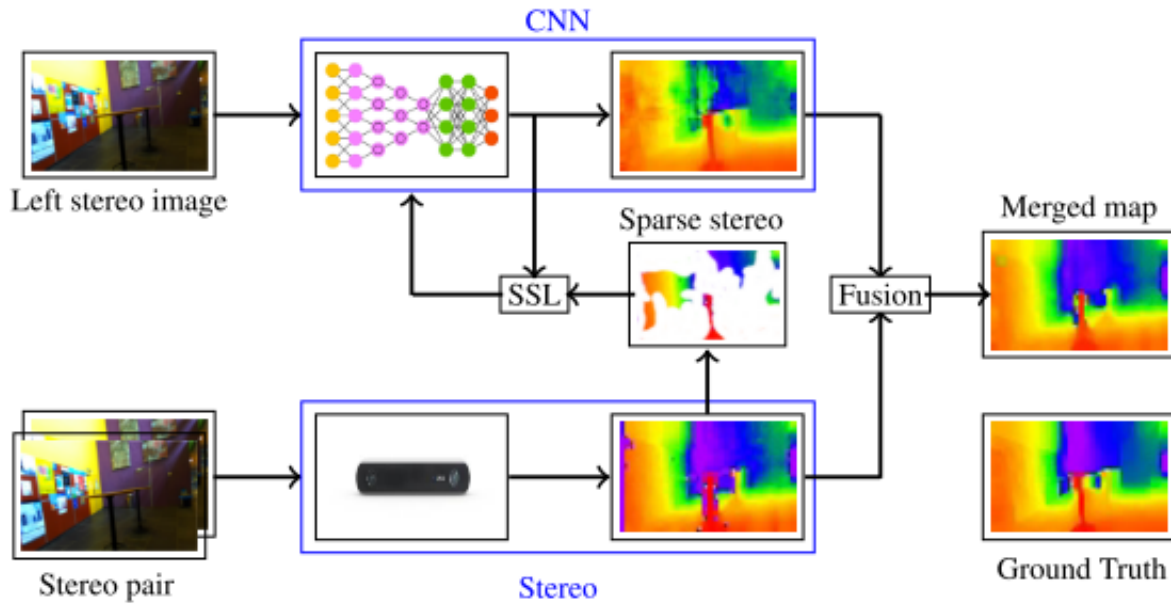 CNN
Left stereo image
Sparse stereo
Merged map
SSL
Fusion
Stereo pair
Stereo
Ground Truth